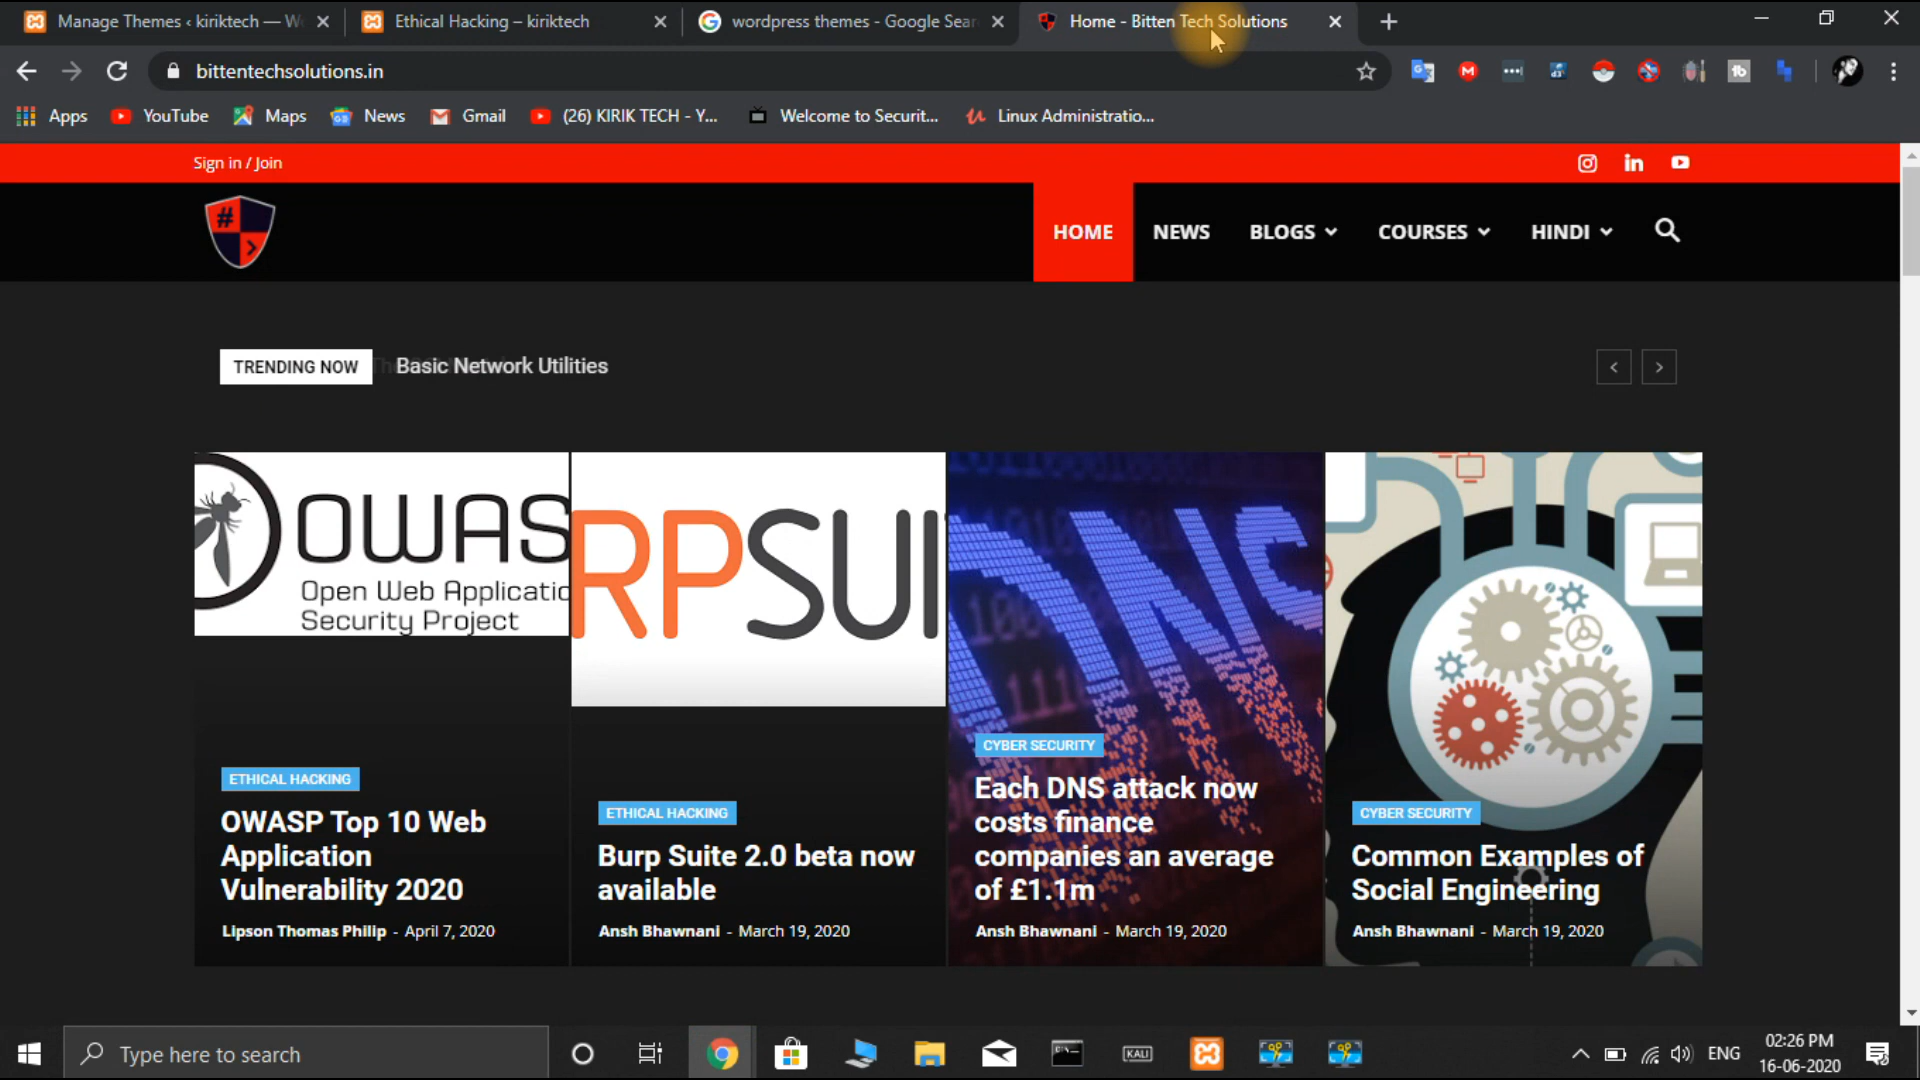 Manage Themes ‹ kiriktech — W
Ethical Hacking – kiriktech
wordpress themes - Google Sear
Home - Bitten Tech Solutions
bittentechsolutions.in
Apps
YouTube
Maps
News
Gmail
(26) KIRIK TECH - Y...
Welcome to Securit...
Linux Administratio...
Sign in / Join
HOME
NEWS
BLOGS
COURSES
HINDI
TRENDING NOW
Basic Network Utilities
OWAS
Open Web Applicatio
Security Project
RPSUI
DNS
ETHICAL HACKING
OWASP Top 10 Web
Application
Vulnerability 2020
Lipson Thomas Philip - April 7, 2020
ETHICAL HACKING
Burp Suite 2.0 beta now
available
Ansh Bhawnani - March 19, 2020
CYBER SECURITY
Each DNS attack now
costs finance
companies an average
of £1.1m
Ansh Bhawnani - March 19, 2020
CYBER SECURITY
Common Examples of
Social Engineering
Ansh Bhawnani - March 19, 2020
Type here to search
KALI
ENG
02:26 PM
16-06-2020